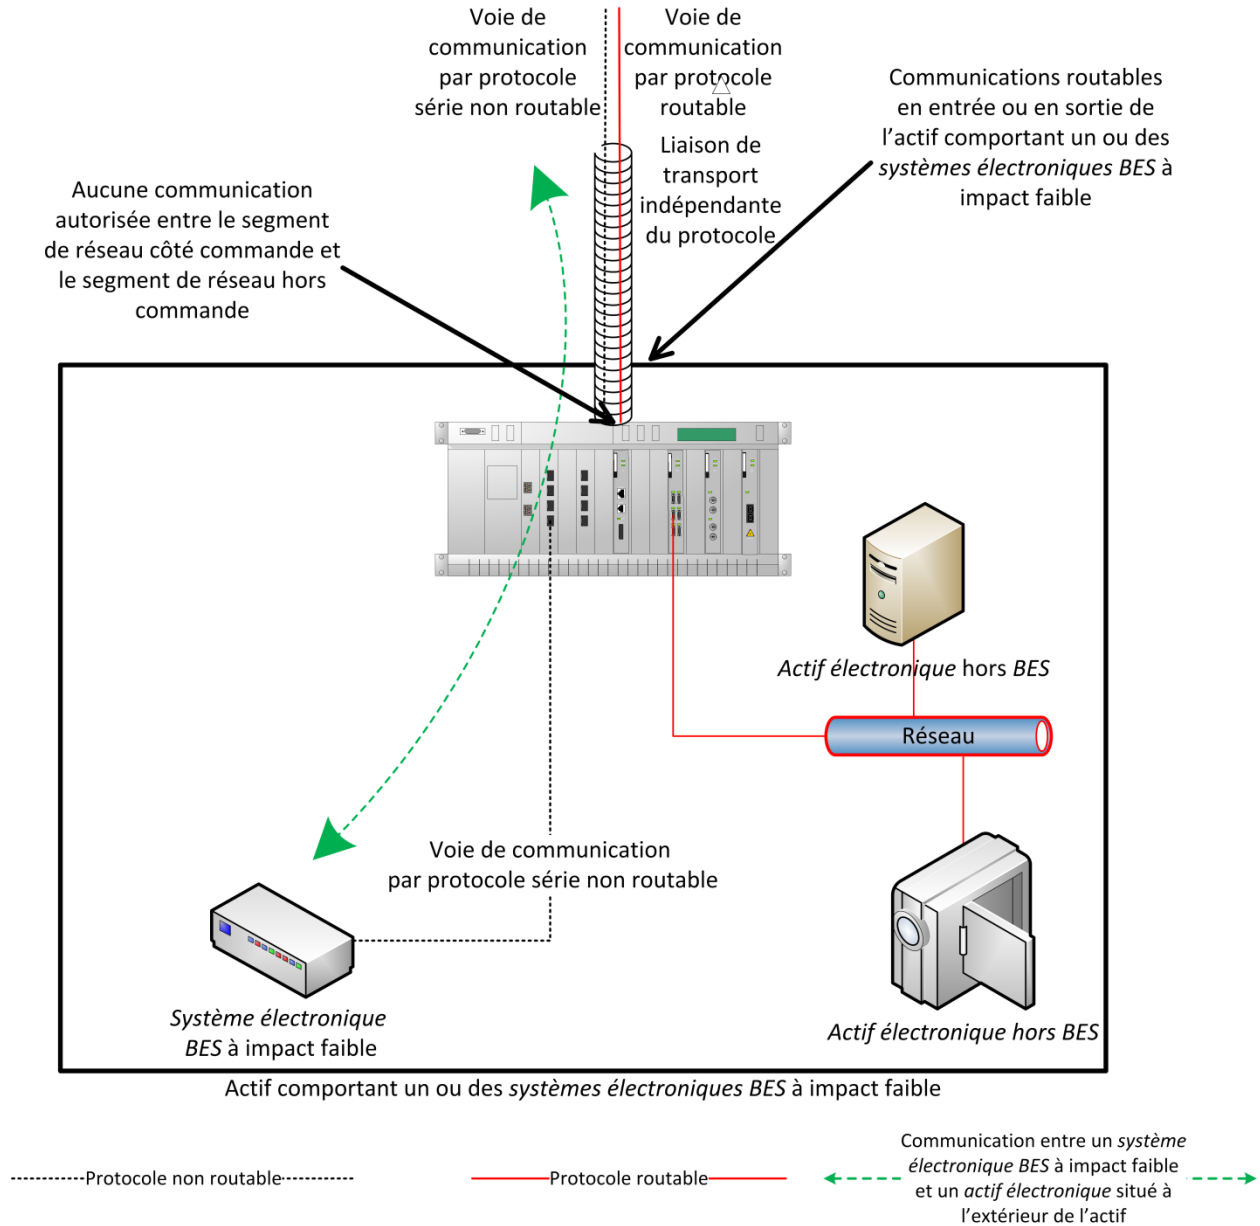 Voie de
communication
par protocole
série non routable
Voie de
communication
par protocole
routable
Liaison de
transport
indépendante
du protocole
Communications routables
en entrée ou en sortie de
l’actif comportant un ou des
systèmes électroniques BES à
impact faible
Aucune communication
autorisée entre le segment
de réseau côté commande et
le segment de réseau hors
commande
Actif électronique hors BES
Réseau
Voie de communication
par protocole série non routable
Système électronique
BES à impact faible
Actif électronique hors BES
Actif comportant un ou des systèmes électroniques BES à impact faible
Protocole non routable
Protocole routable
Communication entre un système
électronique BES à impact faible
et un actif électronique situé à
l’extérieur de l’actif